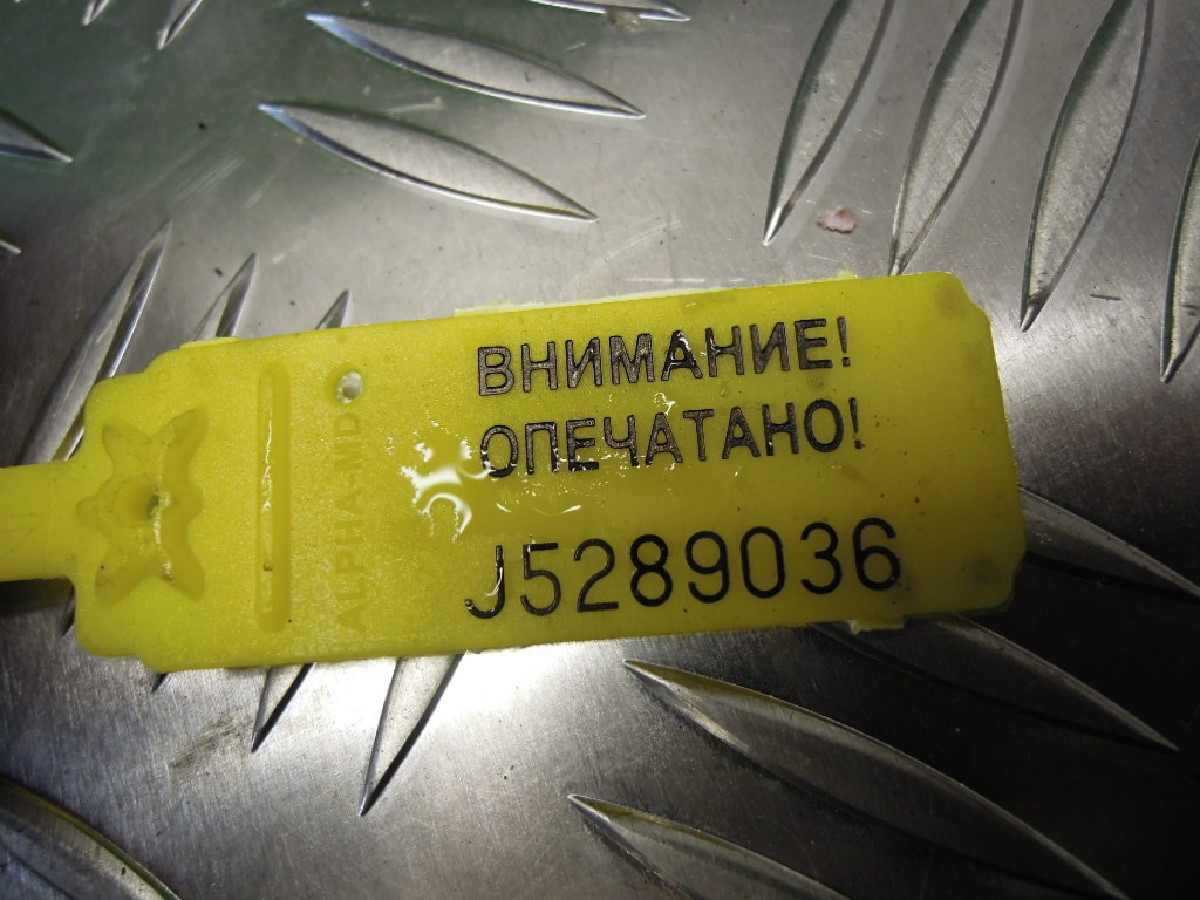 ВНИМАНИЕ!
ОПЕЧАТАНО!
J5289036
ALPHA-MD